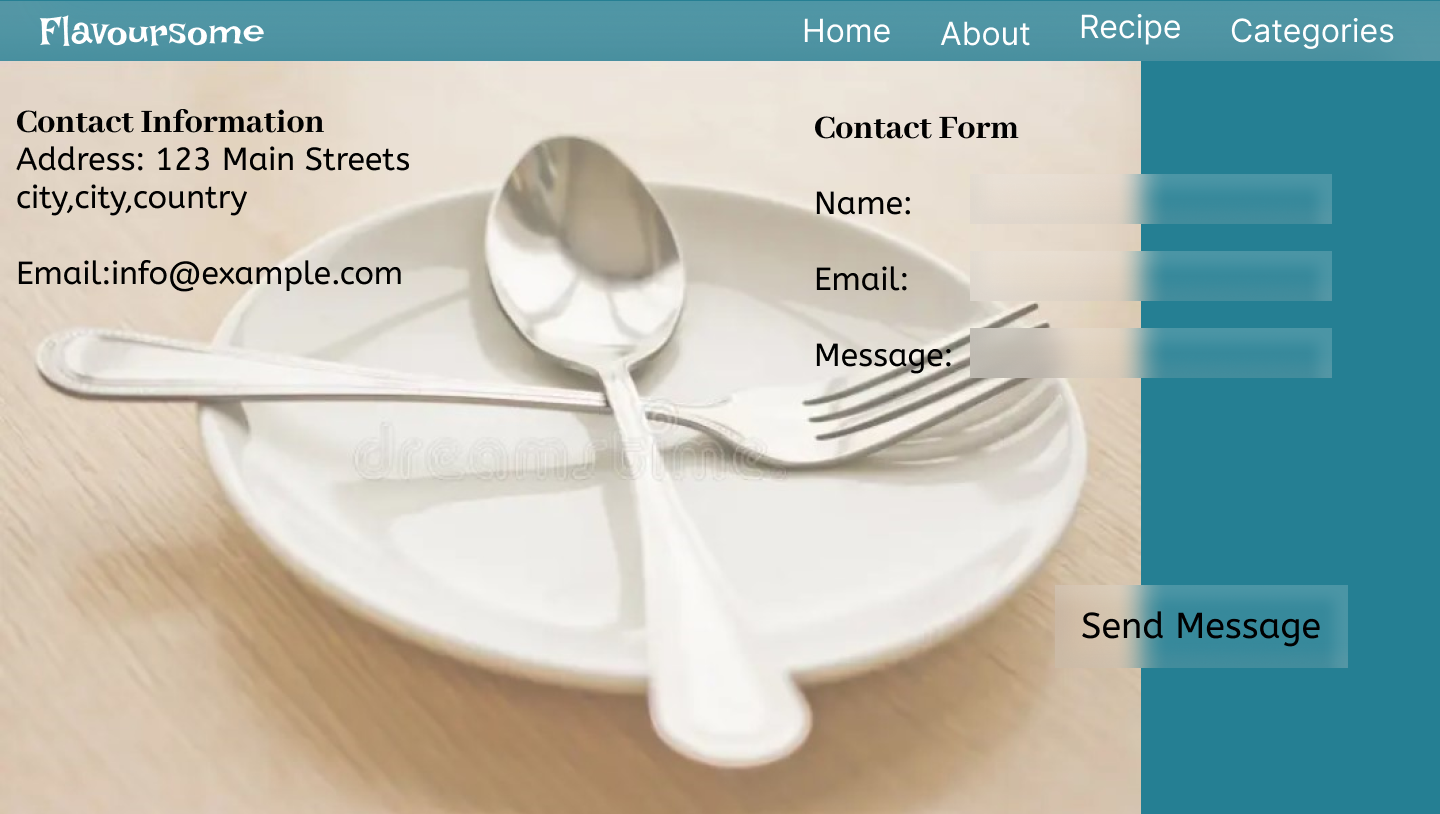 Flavoursome
Home
About
Recipe
Categories
Contact Information
Address: 123 Main Streets
city,city,country
Email:info@example.com
Contact Form
Name:
Email:
Message:
dreamstime
Send Message